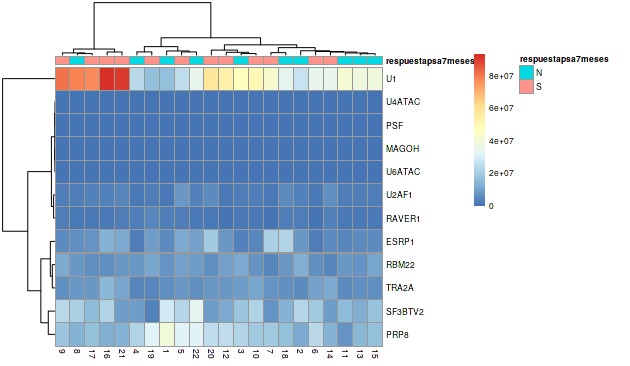 respuestapsa7meses
respuestapsa7meses
N
S
U1
8e+07
6e+07
4e+07
2e+07
0
U4ATAC
PSF
MAGOH
U6ATAC
U2AF1
RAVER1
ESRP1
RBM22
TRA2A
SF3BTV2
PRP8
9 8 17 16 21 4 19 1 5 22 20 12 3 10 7 18 2 6 14 11 13 15